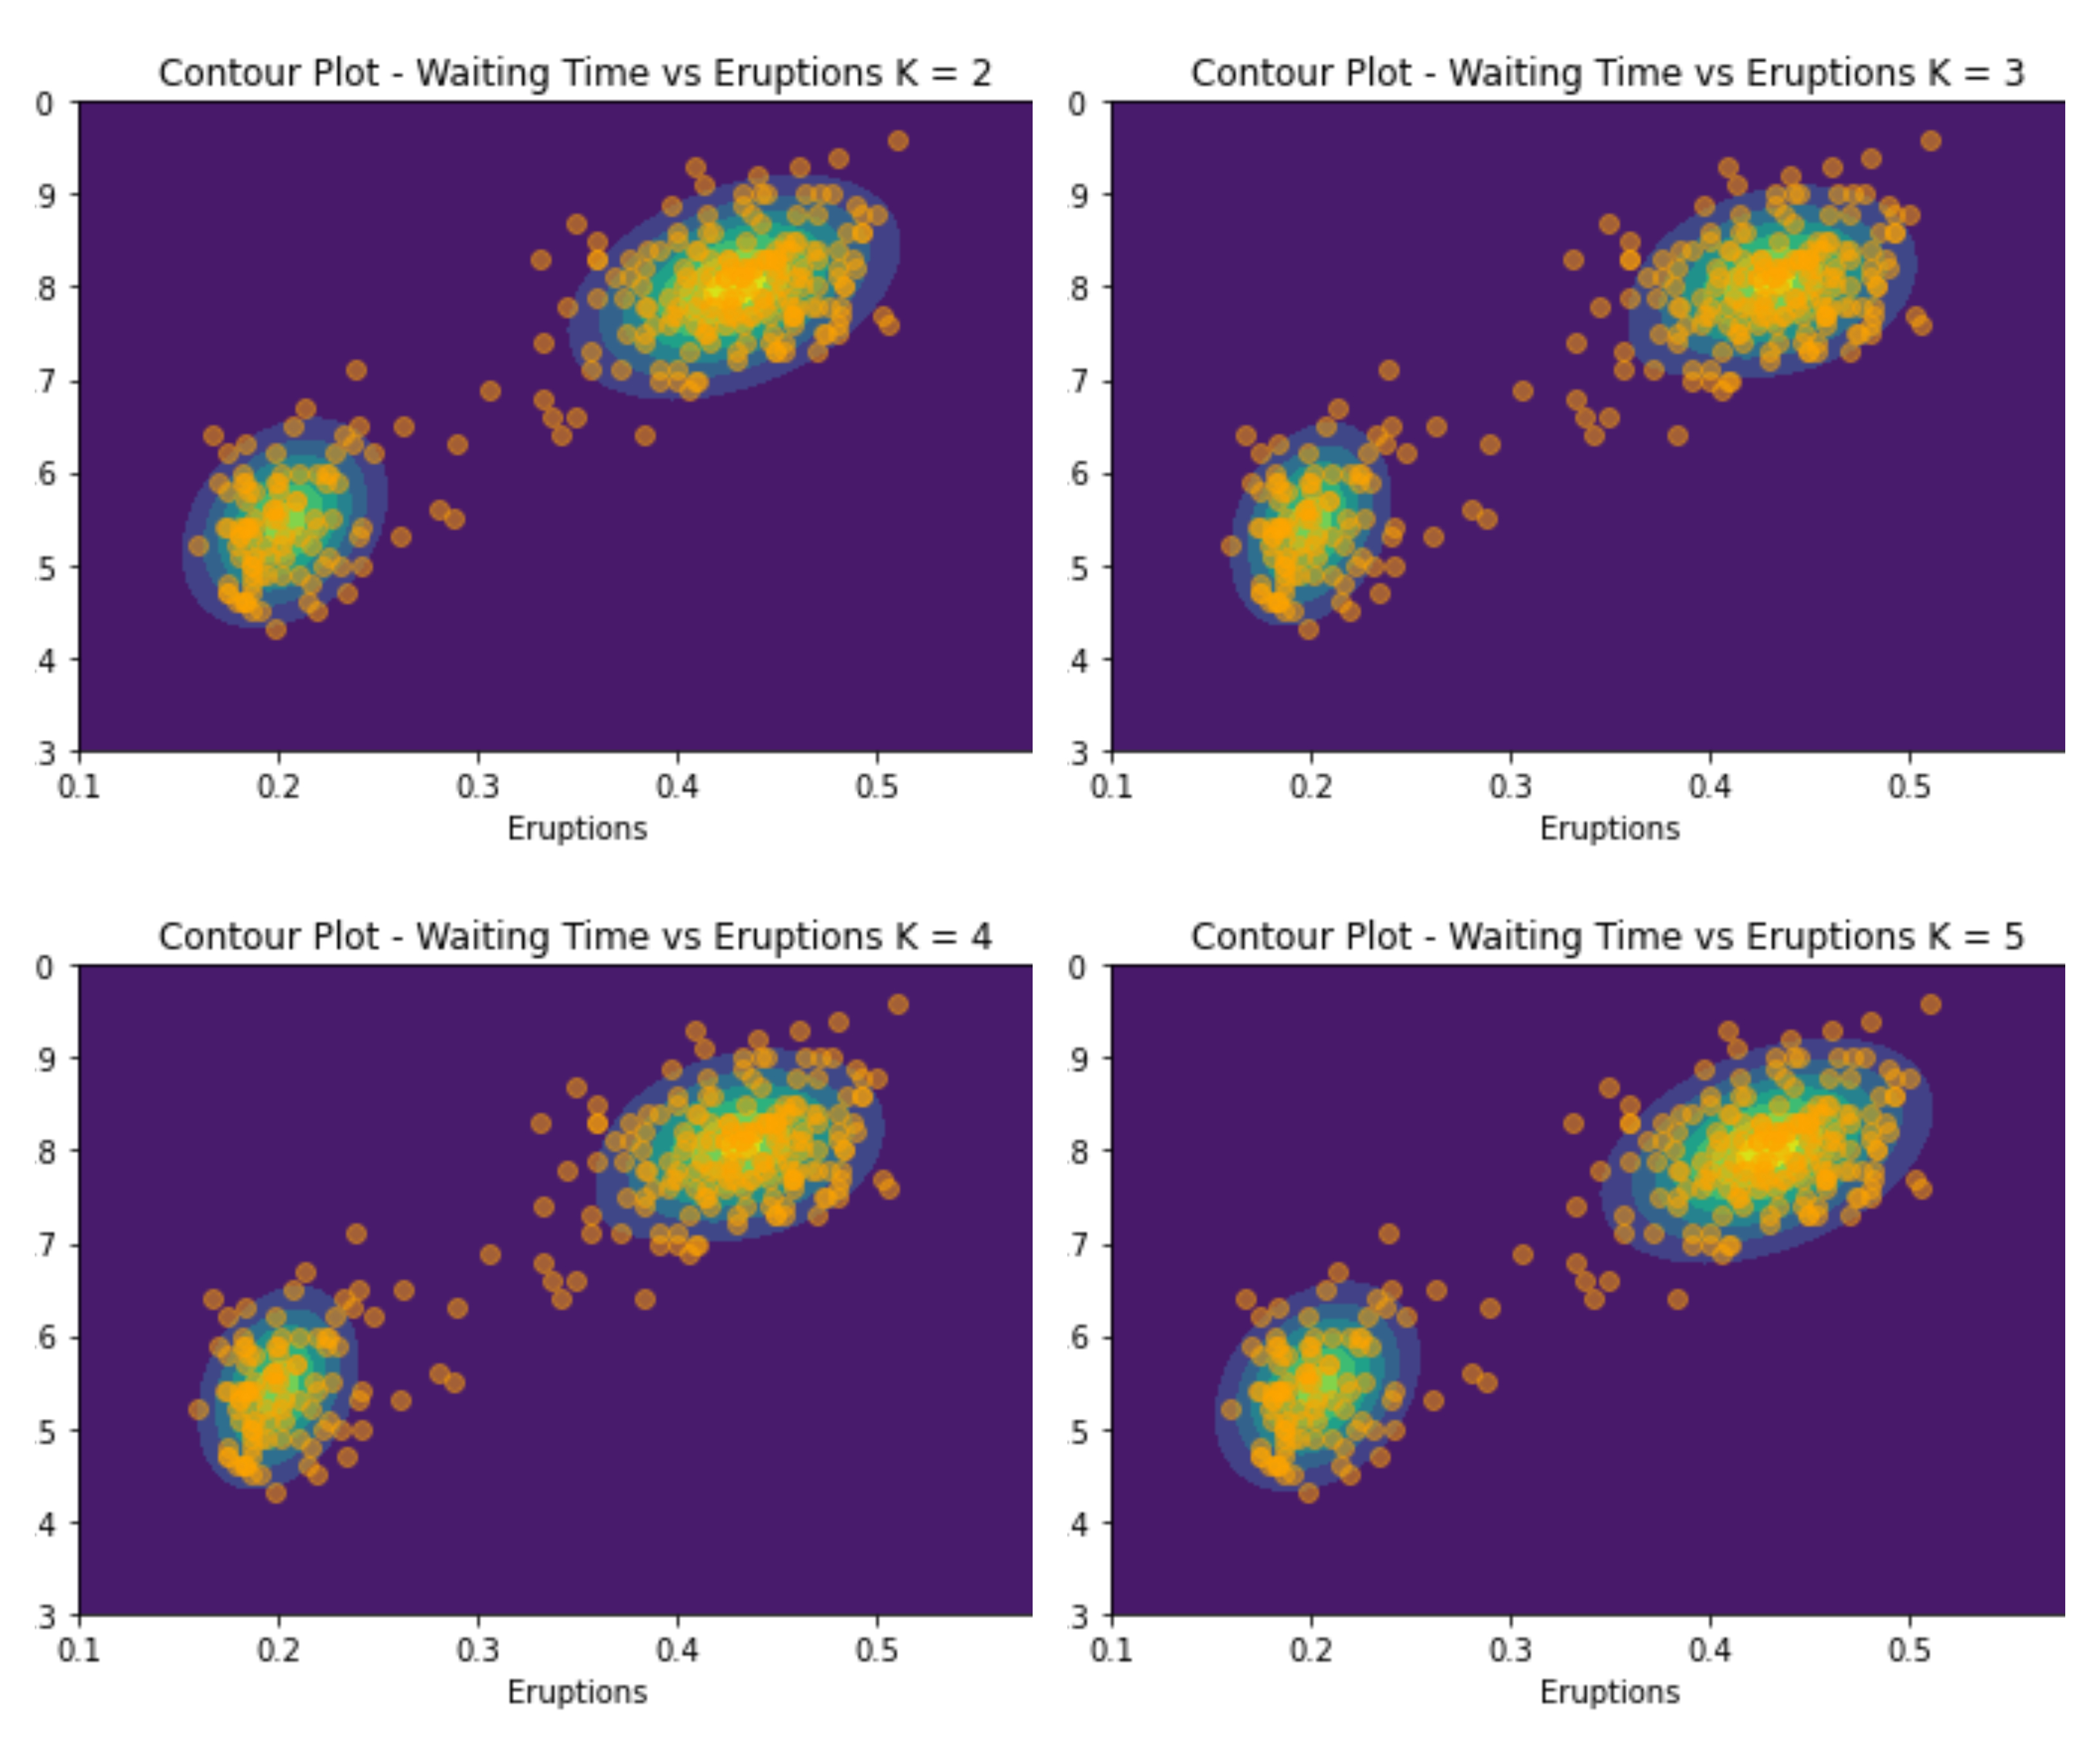 Contour Plot - Waiting Time vs Eruptions K = 2
0
.9
.8
.7
.6
.5
.4
.3
0.1 0.2 0.3 0.4 0.5
Eruptions
Contour Plot - Waiting Time vs Eruptions K = 3
0
.9
.8
.7
.6
.5
.4
.3
0.1 0.2 0.3 0.4 0.5
Eruptions
Contour Plot - Waiting Time vs Eruptions K = 4
0
.9
.8
.7
.6
.5
.4
.3
0.1 0.2 0.3 0.4 0.5
Eruptions
Contour Plot - Waiting Time vs Eruptions K = 5
0
.9
.8
.7
.6
.5
.4
.3
0.1 0.2 0.3 0.4 0.5
Eruptions